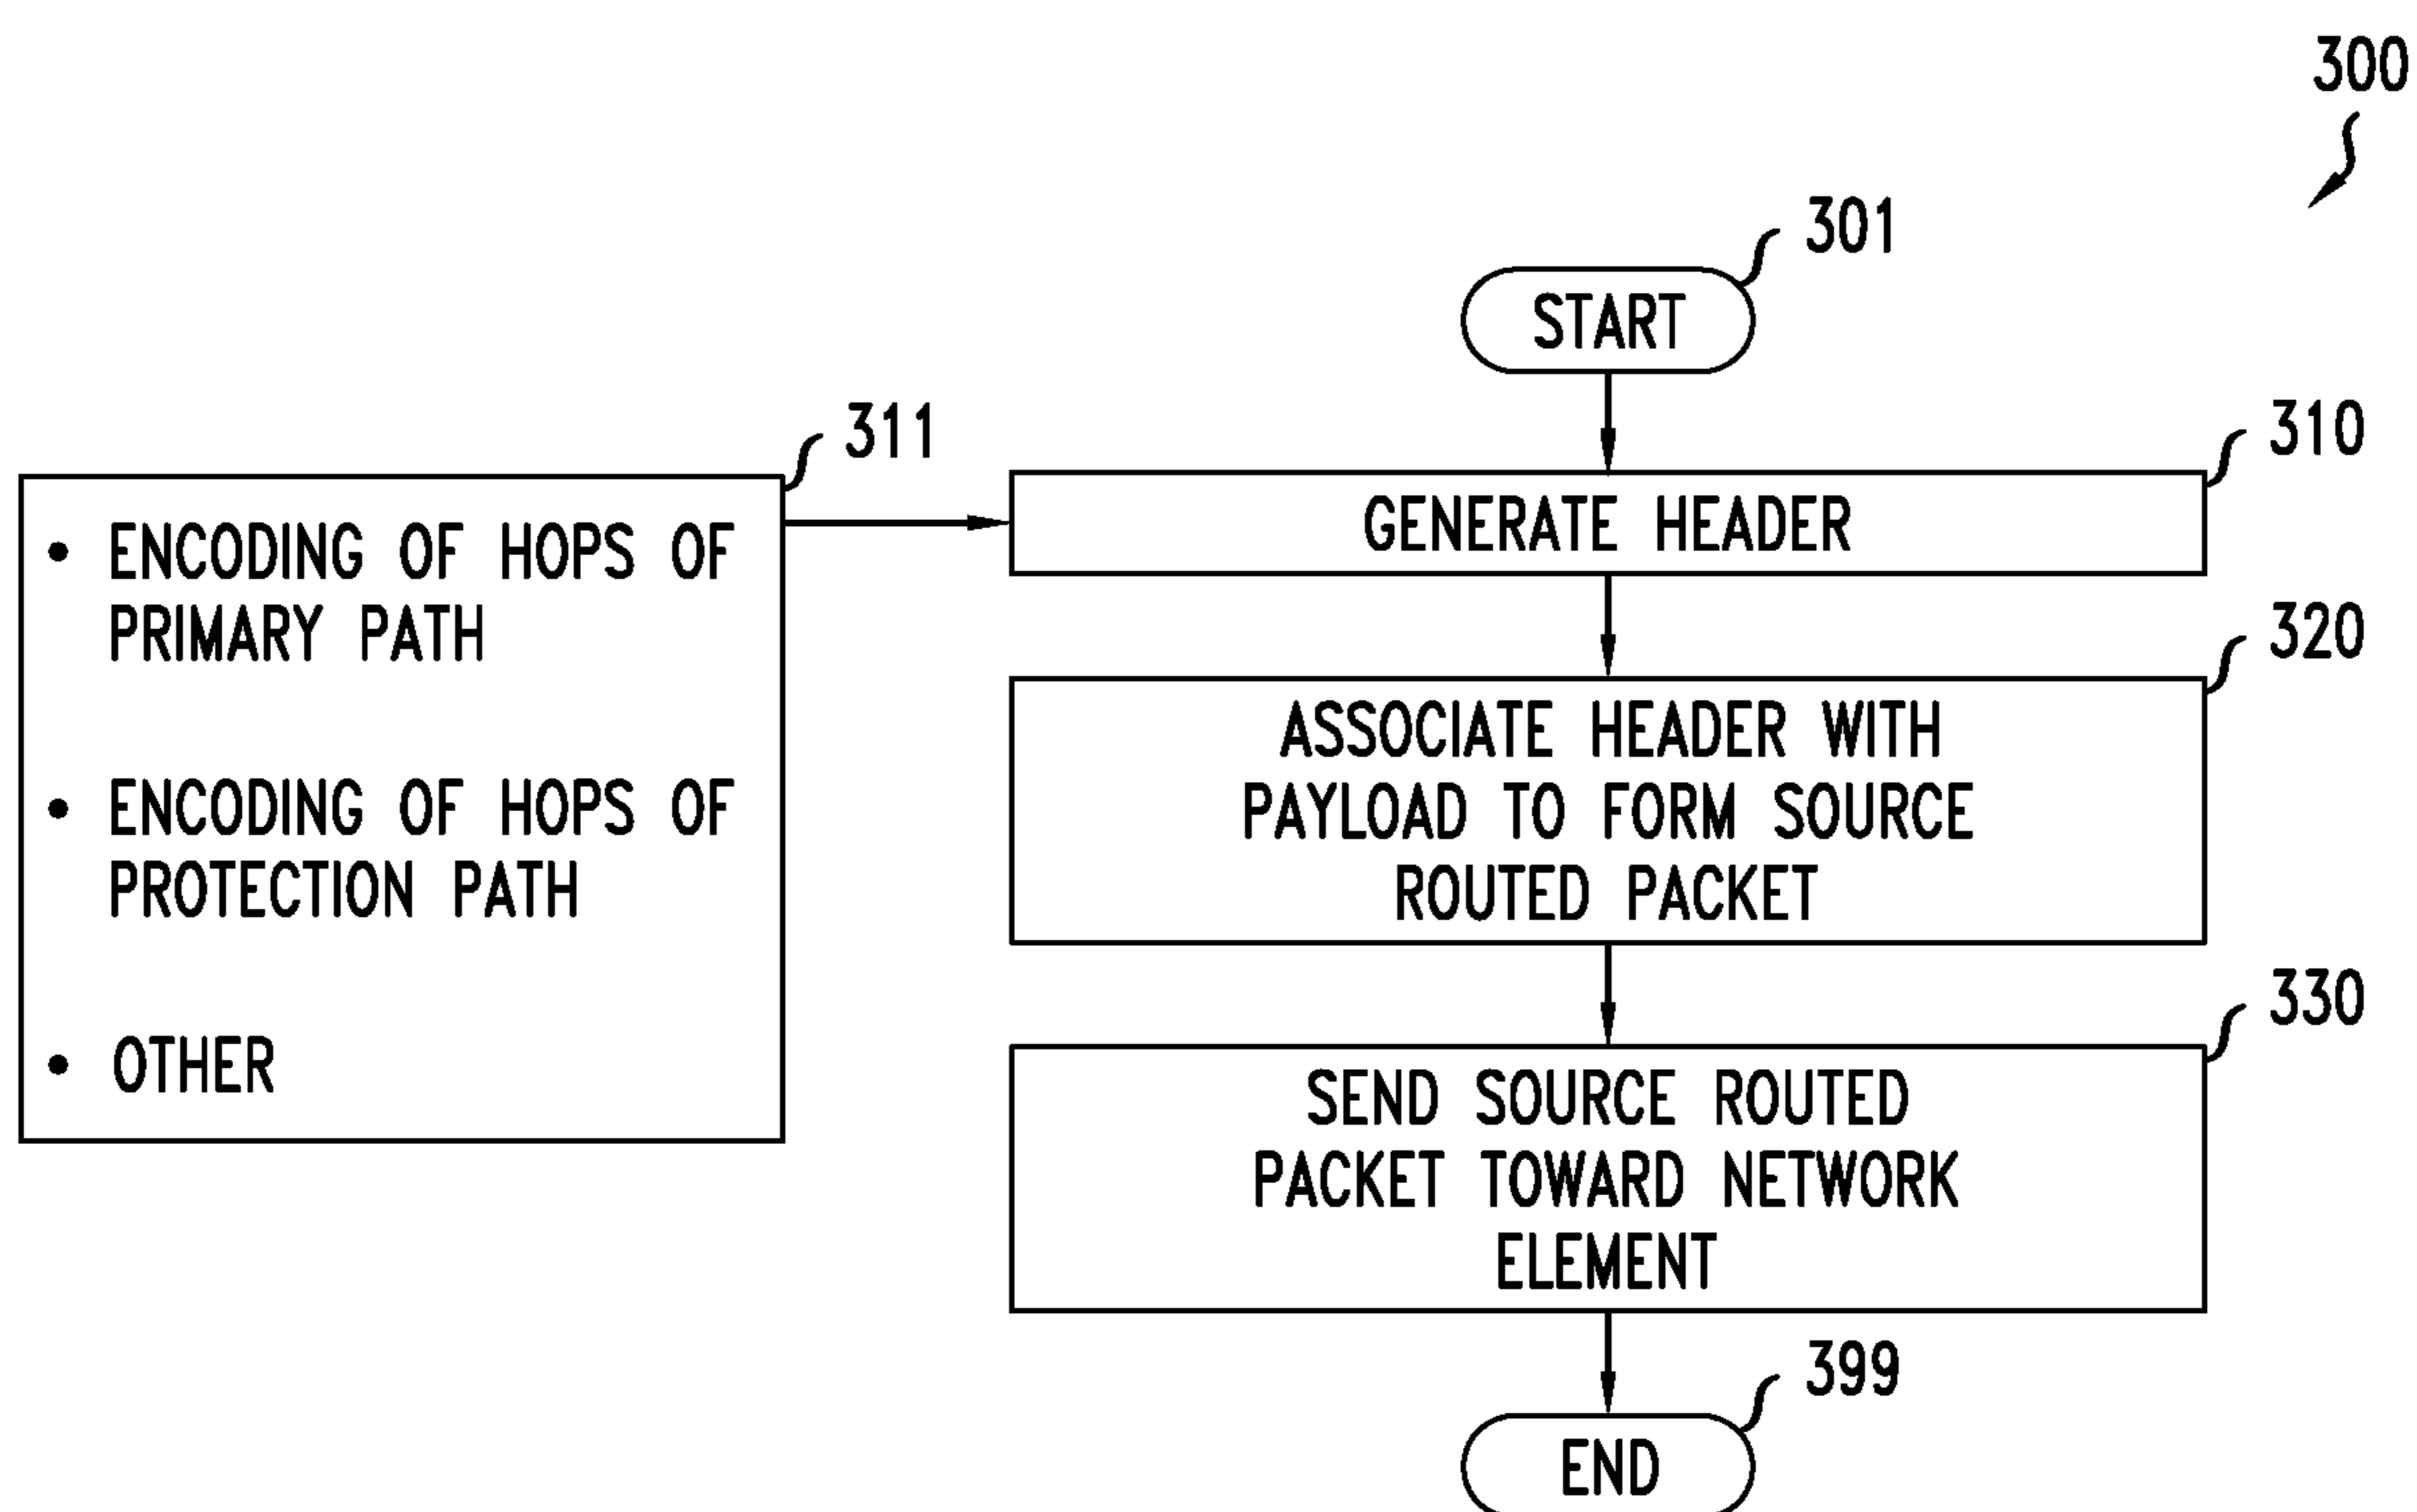 300
301
START
311
310
• ENCODING OF HOPS OF
PRIMARY PATH
• ENCODING OF HOPS OF
PROTECTION PATH
• OTHER
GENERATE HEADER
320
ASSOCIATE HEADER WITH
PAYLOAD TO FORM SOURCE
ROUTED PACKET
330
SEND SOURCE ROUTED
PACKET TOWARD NETWORK
ELEMENT
399
END